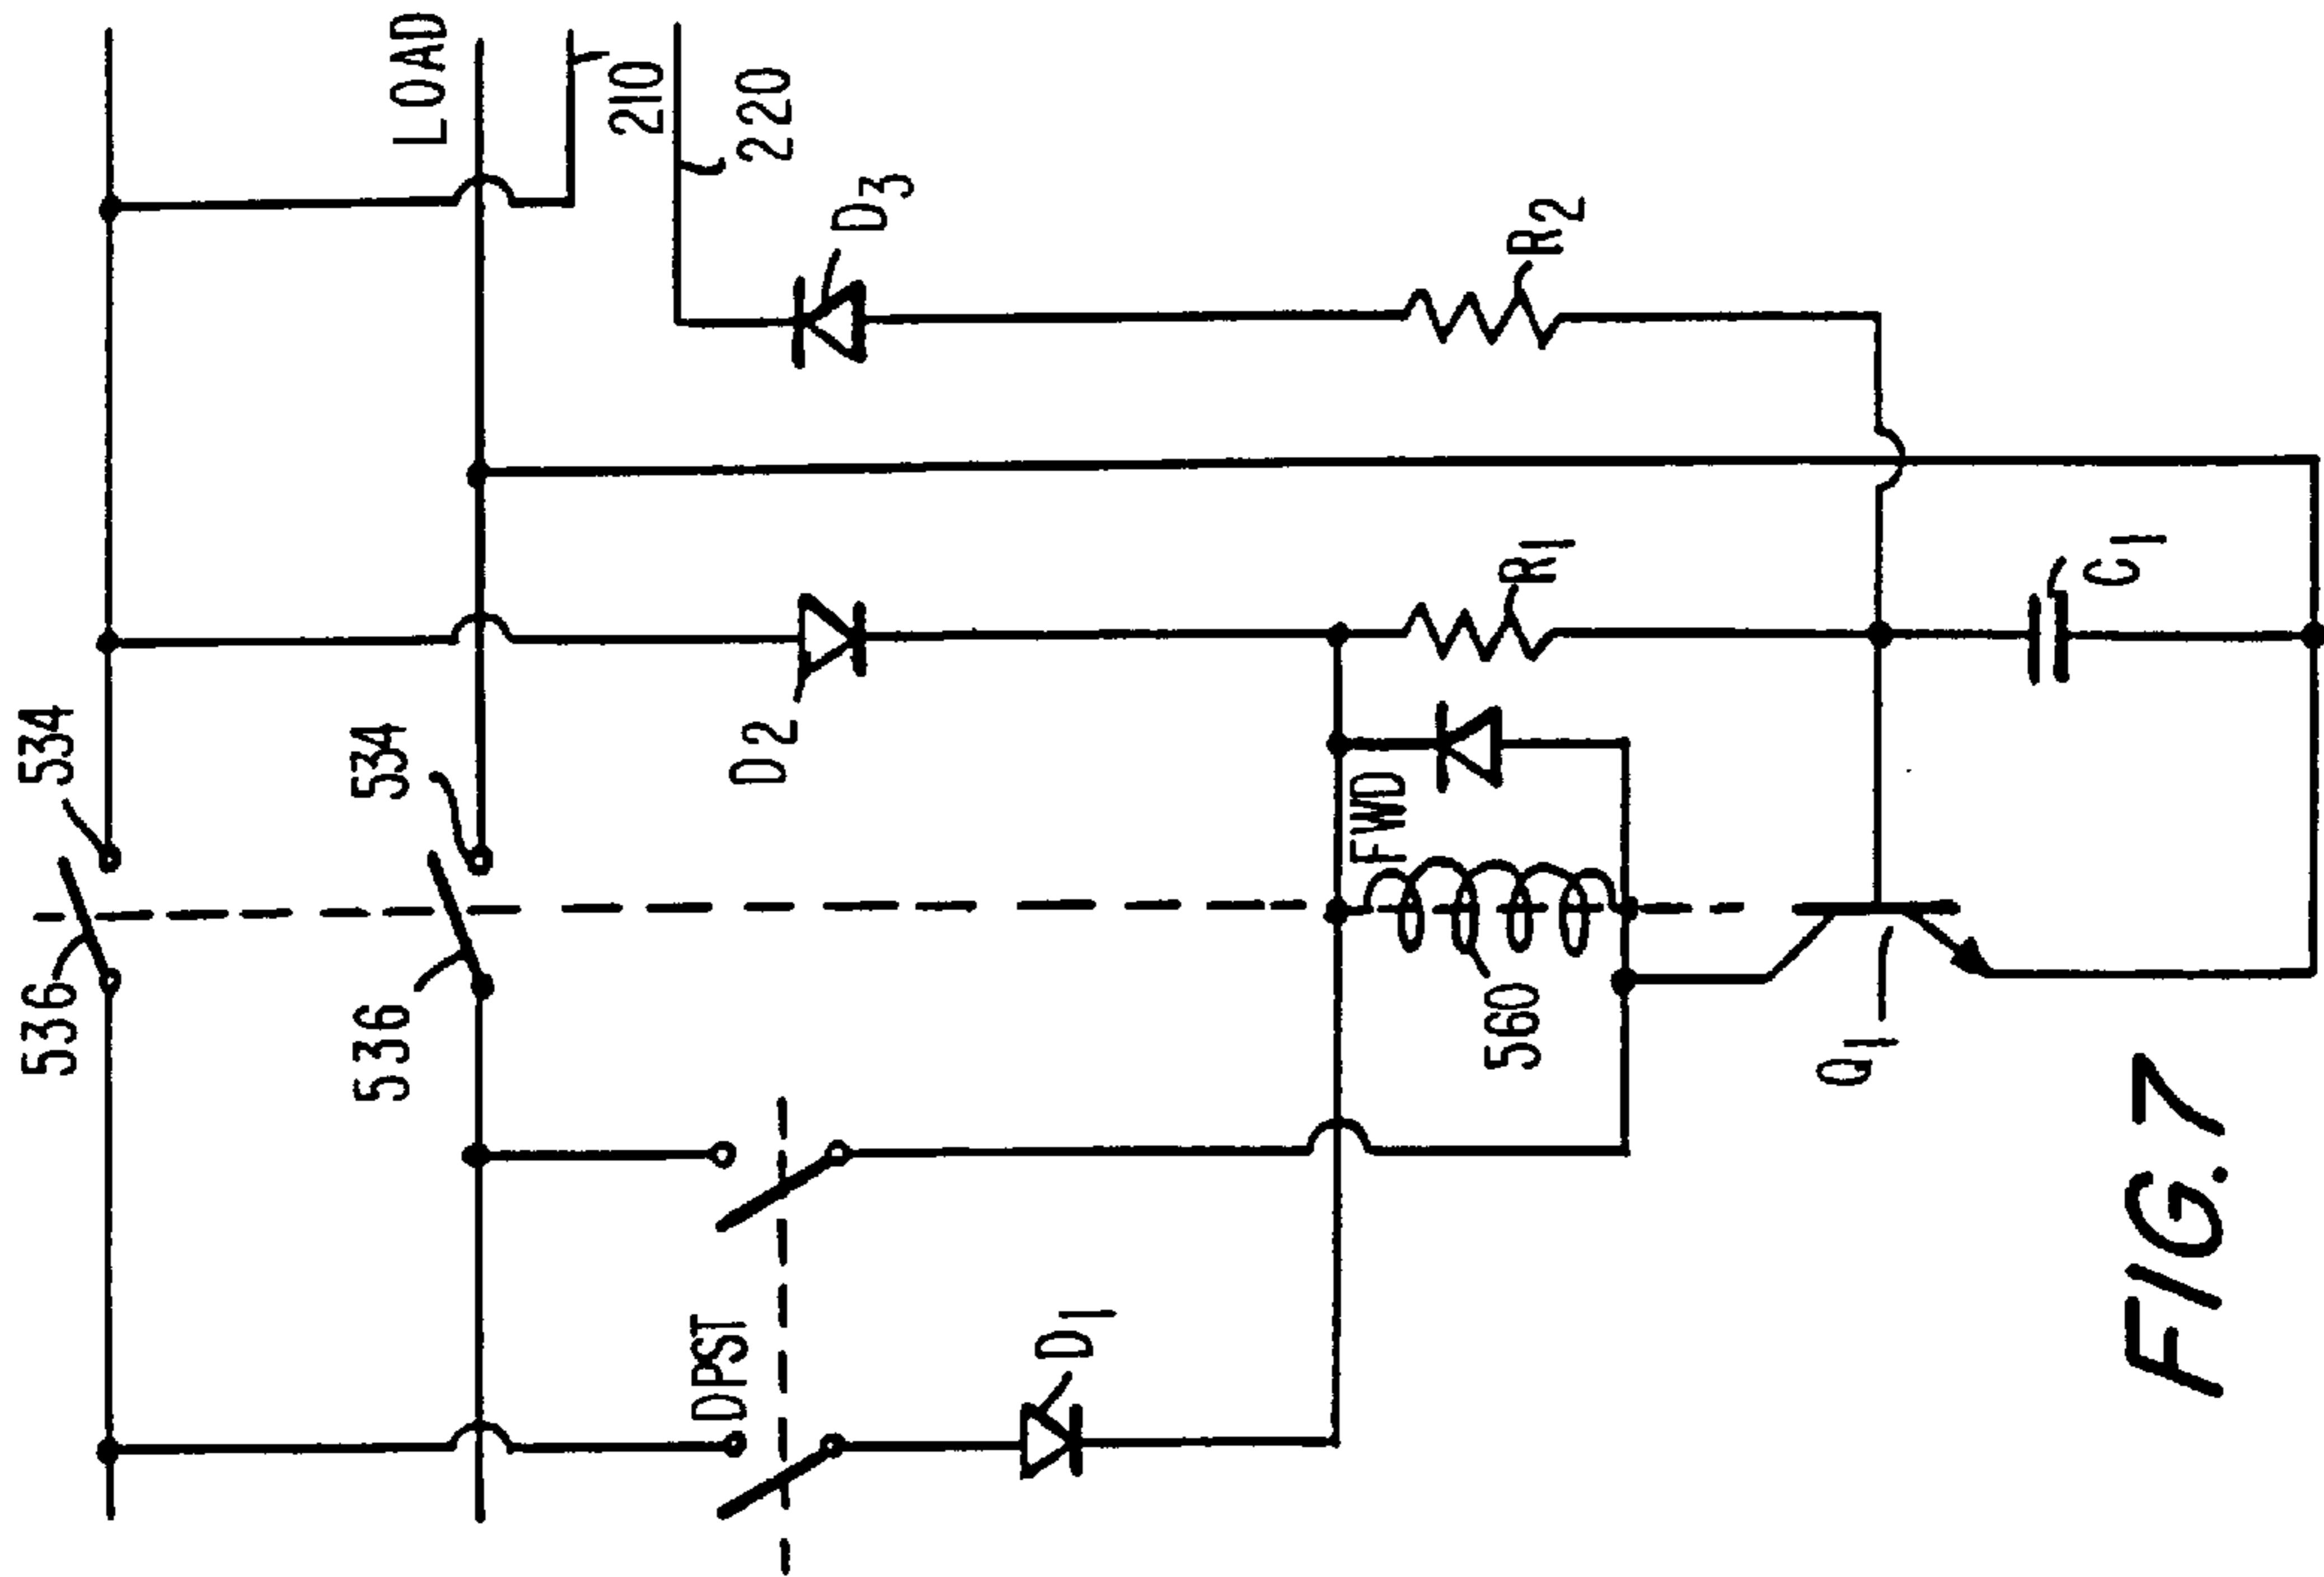 534
536
534
536
LOAD
210
220
D3
D2
R2
R1
C1
FWD
560
Q1
DPST
D1
FIG. 7